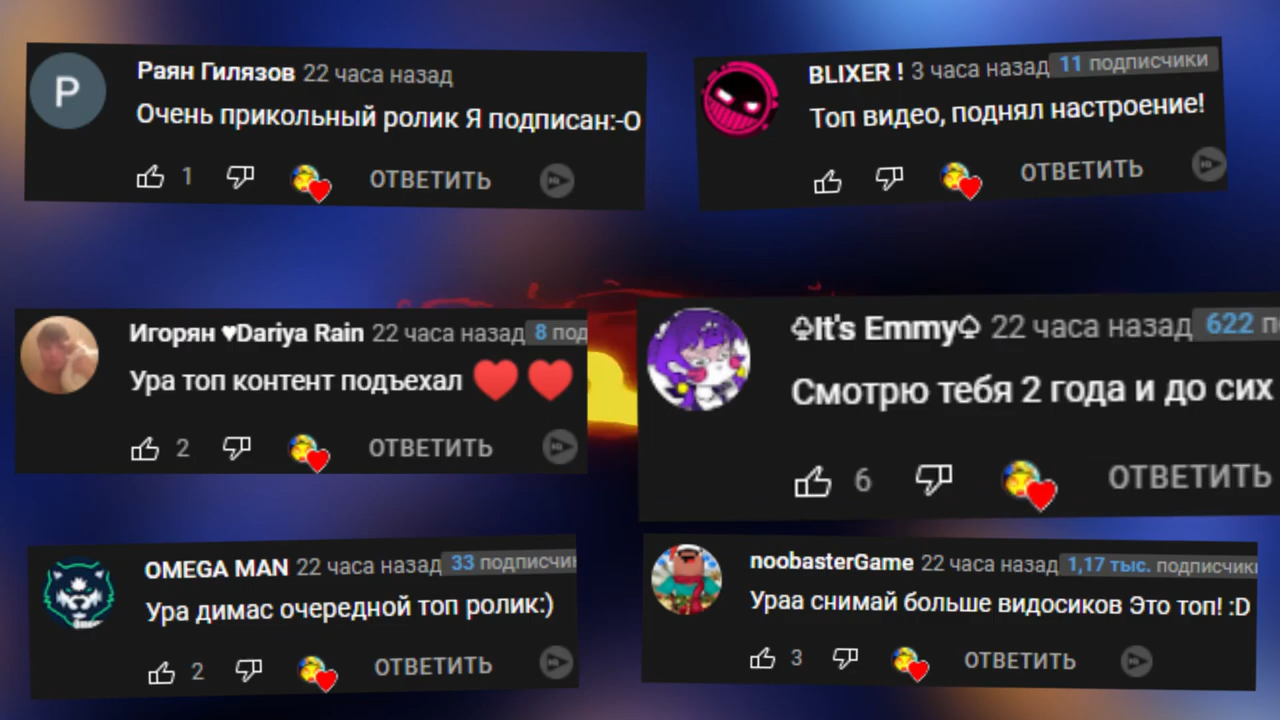 Р
Раян Гилязов 22 часа назад
Очень прикольный ролик Я подписан:-О
1 ОТВЕТИТЬ
BLIXER ! 3 часа назад 11 подписчики
Топ видео, поднял настроение!
ОТВЕТИТЬ
Игорян ♥Dariya Rain 22 часа назад 8 под
Ура топ контент подъехал ❤️❤️
2 ОТВЕТИТЬ
♤It's Emmy♤ 22 часа назад 622 п
Смотрю тебя 2 года и до сих
6 ОТВЕТИТЬ
OMEGA MAN 22 часа назад 33 подписчи
Ура димас очередной топ ролик:)
2 ОТВЕТИТЬ
noobasterGame 22 часа назад 1,17 тыс. подписчик
Ураа снимай больше видосиков Это топ! :D
3 ОТВЕТИТЬ